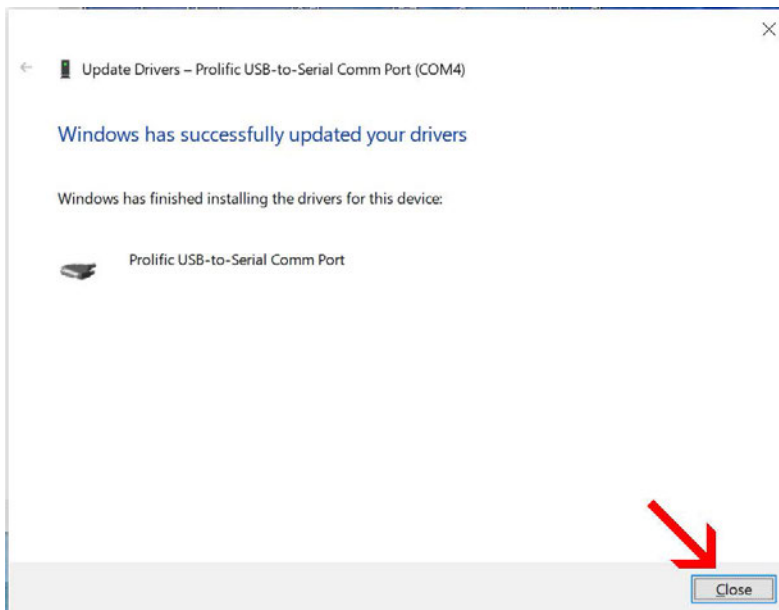 Update Drivers – Prolific USB-to-Serial Comm Port (COM4)
Windows has successfully updated your drivers
Windows has finished installing the drivers for this device:
Prolific USB-to-Serial Comm Port
Close